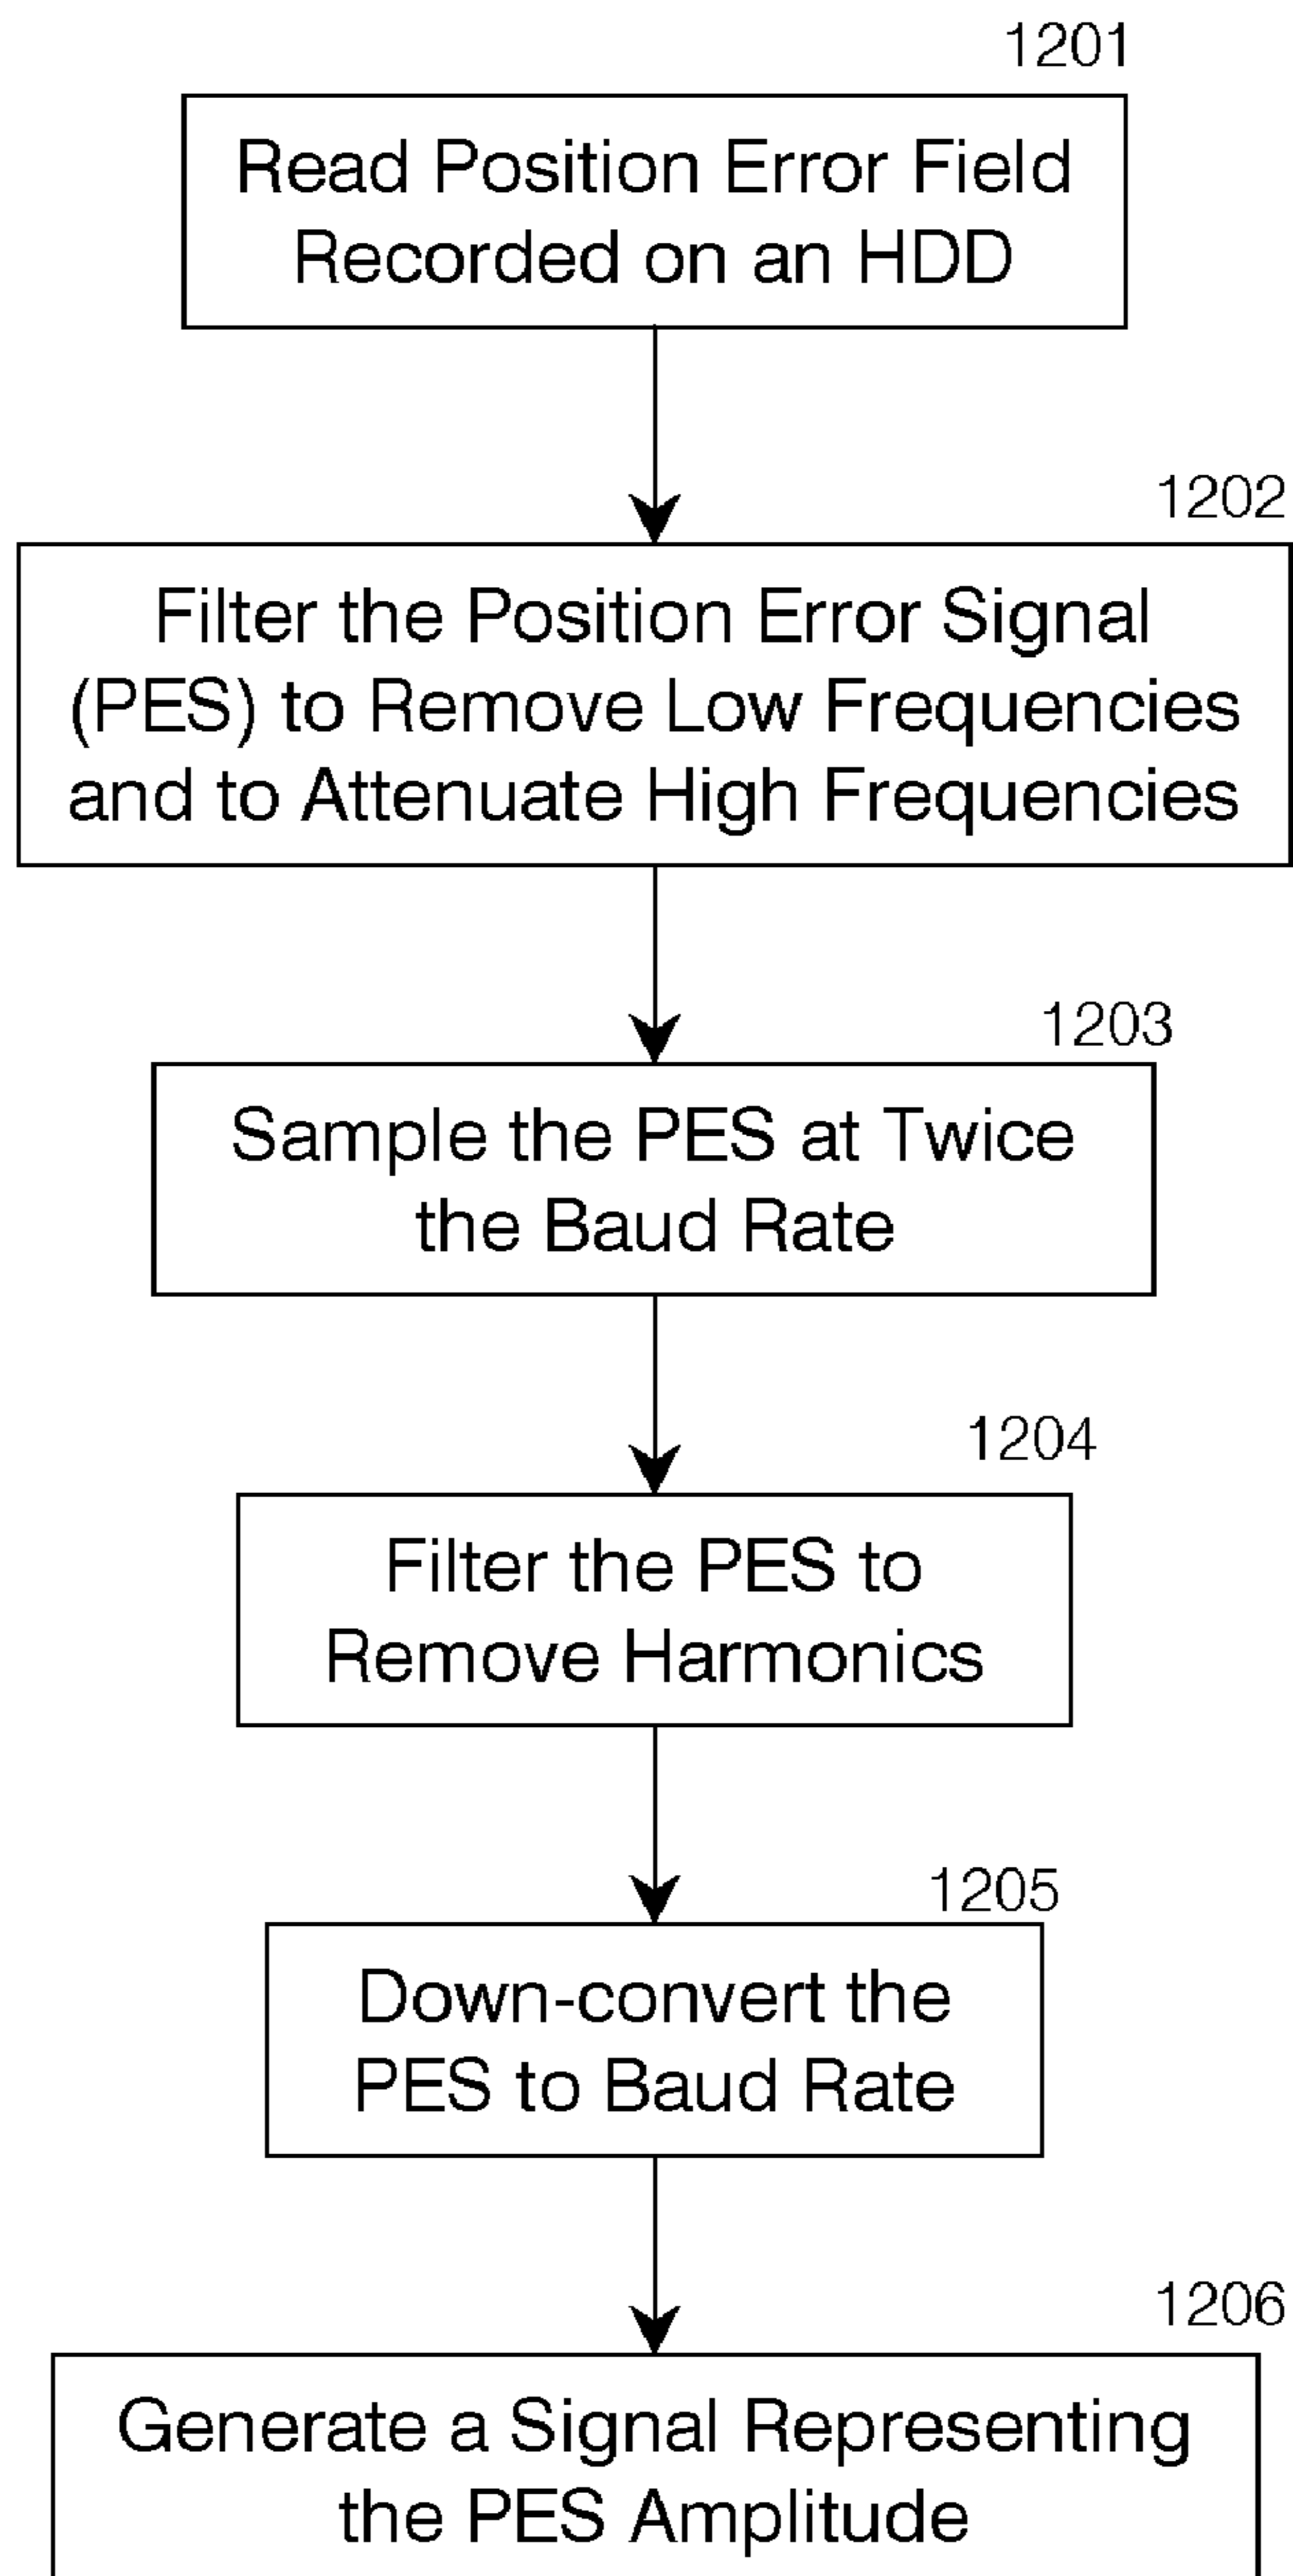 1201
Read Position Error Field
Recorded on an HDD
1202
Filter the Position Error Signal
(PES) to Remove Low Frequencies
and to Attenuate High Frequencies
1203
Sample the PES at Twice
the Baud Rate
1204
Filter the PES to
Remove Harmonics
1205
Down-convert the
PES to Baud Rate
1206
Generate a Signal Representing
the PES Amplitude